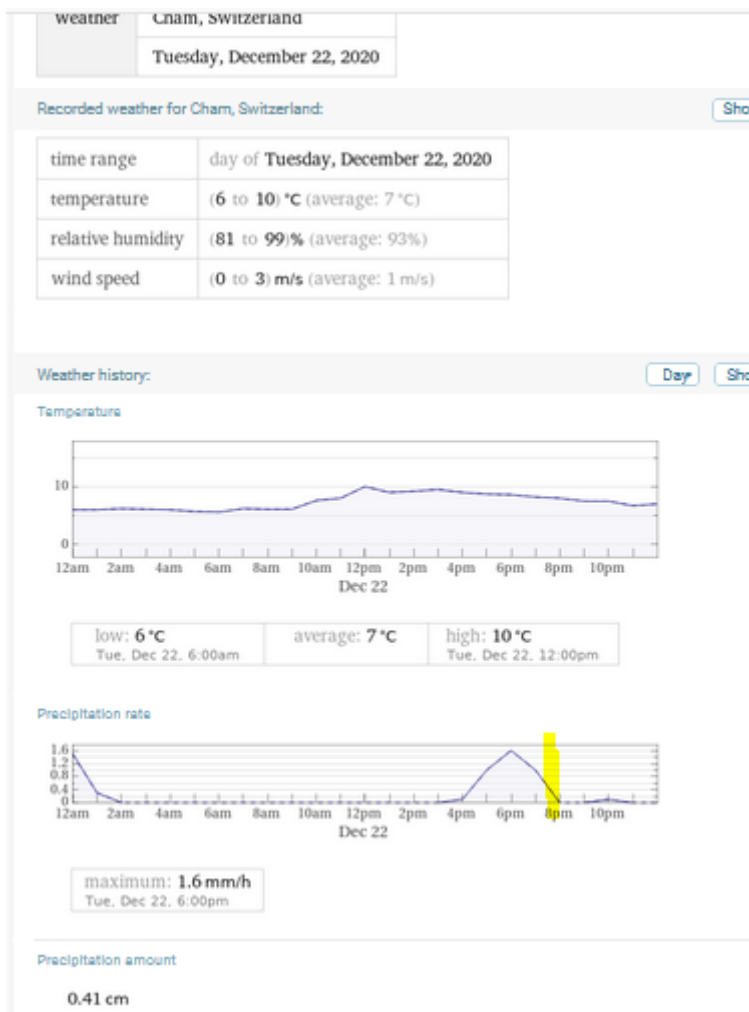 weather Cham, Switzerland
Tuesday, December 22, 2020
Recorded weather for Cham, Switzerland: Sho
time range day of Tuesday, December 22, 2020
temperature (6 to 10) °C (average: 7 °C)
relative humidity (81 to 99)% (average: 93%)
wind speed (0 to 3) m/s (average: 1 m/s)
Weather history: Day Sho
Temperature
10
0
12am 2am 4am 6am 8am 10am 12pm 2pm 4pm 6pm 8pm 10pm
Dec 22
low: 6 °C average: 7 °C high: 10 °C
Tue, Dec 22, 6:00am Tue, Dec 22, 12:00pm
Precipitation rate
1.6
1.2
0.8
0.4
0
12am 2am 4am 6am 8am 10am 12pm 2pm 4pm 6pm 8pm 10pm
Dec 22
maximum: 1.6 mm/h
Tue, Dec 22, 6:00pm
Precipitation amount
0.41 cm